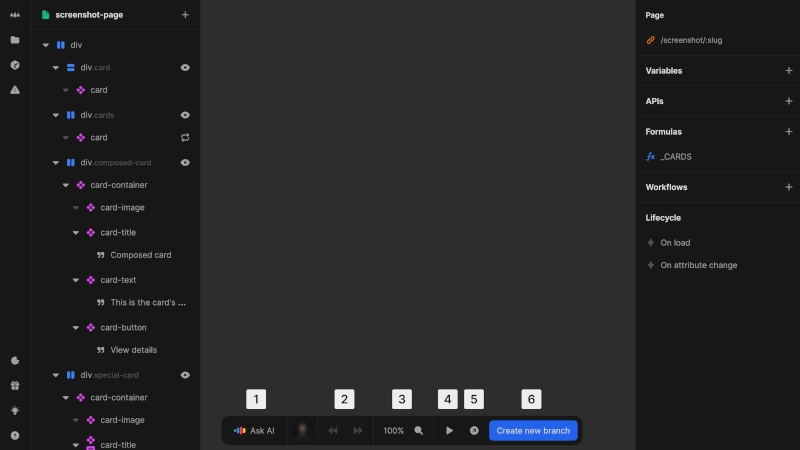 screenshot-page
div
div.card
card
div.cards
card
div.composed-card
card-container
card-image
card-title
Composed card
card-text
This is the card's ...
card-button
View details
div.special-card
card-container
card-image
card-title
1
2
3
4
5
6
Ask AI
100%
Create new branch
Page
/screenshot/:slug
Variables
APIs
Formulas
fx _CARDS
Workflows
Lifecycle
On load
On attribute change